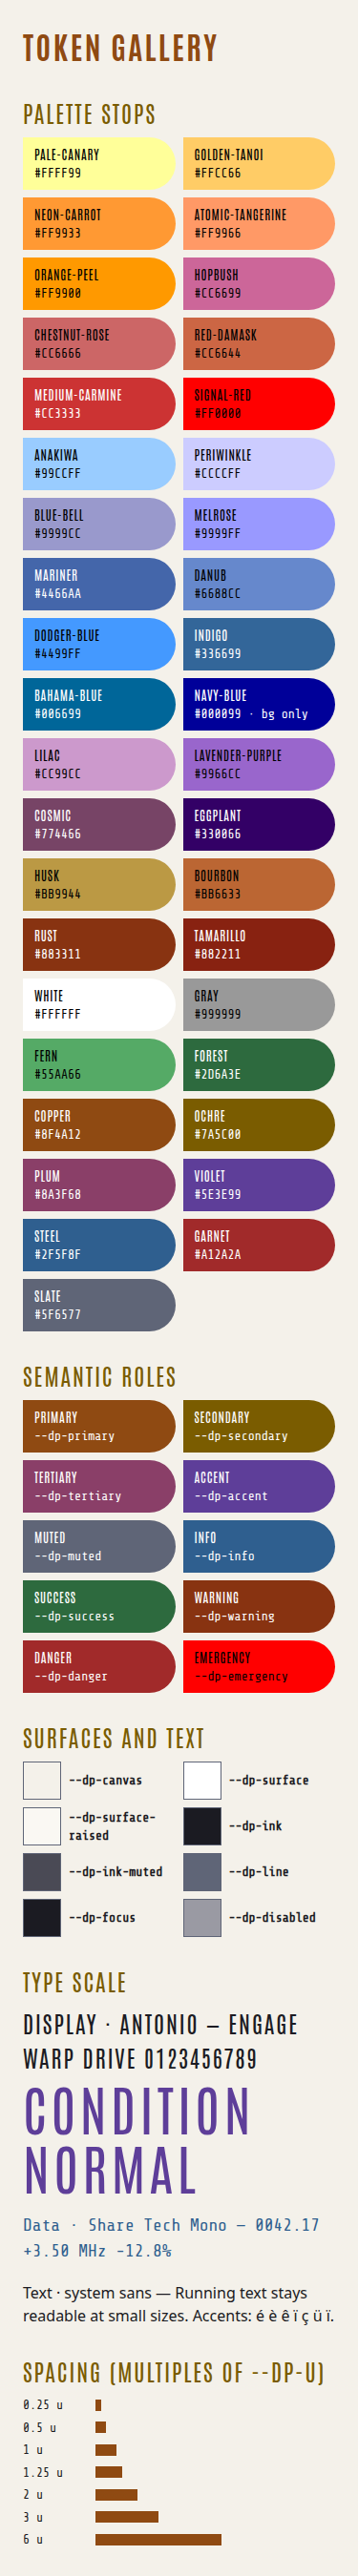 TOKEN GALLERY
PALETTE STOPS
PALE-CANARY
#FFFF99
GOLDEN-TANOI
#FFCC66
NEON-CARROT
#FF9933
ATOMIC-TANGERINE
#FF9966
ORANGE-PEEL
#FF9900
HOPBUSH
#CC6699
CHESTNUT-ROSE
#CC6666
RED-DAMASK
#CC6644
MEDIUM-CARMINE
#CC3333
SIGNAL-RED
#FF0000
ANAKIWA
#99CCFF
PERIWINKLE
#CCCCFF
BLUE-BELL
#9999CC
MELROSE
#9999FF
MARINER
#4466AA
DANUB
#6688CC
DODGER-BLUE
#4499FF
INDIGO
#336699
BAHAMA-BLUE
#006699
NAVY-BLUE
#000099 · bg only
LILAC
#CC99CC
LAVENDER-PURPLE
#9966CC
COSMIC
#774466
EGGPLANT
#330066
HUSK
#BB9944
BOURBON
#BB6633
RUST
#883311
TAMARILLO
#882211
WHITE
#FFFFFF
GRAY
#999999
FERN
#55AA66
FOREST
#2D6A3E
COPPER
#8F4A12
OCHRE
#7A5C00
PLUM
#8A3F68
VIOLET
#5E3E99
STEEL
#2F5F8F
GARNET
#A12A2A
SLATE
#5F6577
SEMANTIC ROLES
PRIMARY
--dp-primary
SECONDARY
--dp-secondary
TERTIARY
--dp-tertiary
ACCENT
--dp-accent
MUTED
--dp-muted
INFO
--dp-info
SUCCESS
--dp-success
WARNING
--dp-warning
DANGER
--dp-danger
EMERGENCY
--dp-emergency
SURFACES AND TEXT
--dp-canvas
--dp-surface
--dp-surface-
raised
--dp-ink
--dp-ink-muted
--dp-line
--dp-focus
--dp-disabled
TYPE SCALE
DISPLAY · ANTONIO — ENGAGE
WARP DRIVE 0123456789
CONDITION
NORMAL
Data · Share Tech Mono — 0042.17
+3.50 MHz −12.8%
Text · system sans — Running text stays
readable at small sizes. Accents: é è ê ï ç ü ï.
SPACING (MULTIPLES OF --DP-U)
0.25 u
0.5 u
1 u
1.25 u
2 u
3 u
6 u